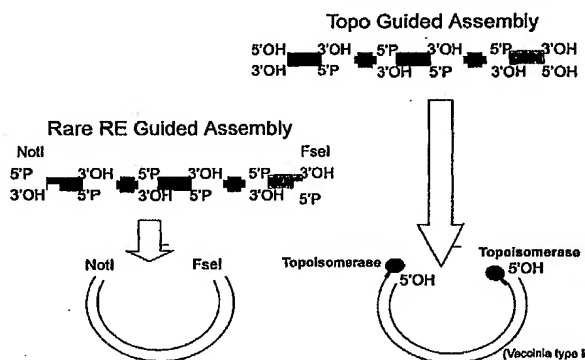 Topo Guided Assembly
5'OH 3'OH 5'P 3'OH 5'P 3'OH
3'OH 5'P 3'OH 5'P 3'OH 5'OH
Rare RE Guided Assembly
NotI FseI
5'P 3'OH 5'P 3'OH 5'P 3'OH
3'OH 5'P 3'OH 5'P 3'OH 5'P
NotI FseI
Topoisomerase Topoisomerase
5'OH 5'OH
(Vaccinia type I